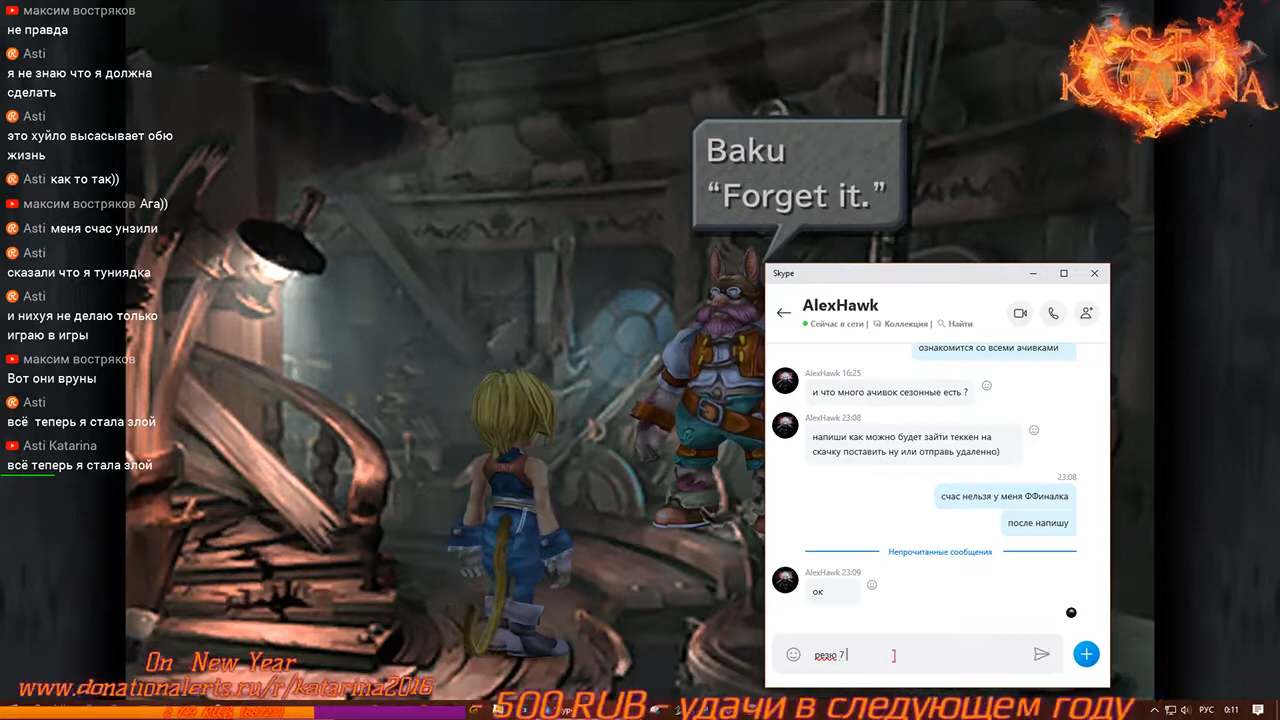 максим востряков
не правда
Asti
я не знаю что я должна
сделать
Asti
это хуйло высасывает обю
жизнь
Asti как то так))
максим востряков Ага))
Asti меня счас унзили
Asti
сказали что я туниядка
Asti
и нихуя не делаю только
играю в игры
максим востряков
Вот они вруны
Asti
всё теперь я стала злой
Asti Katarina
всё теперь я стала злой
ASTI
KATARINA
Baku
“Forget it.”
Skype
AlexHawk
Сейчас в сети | Коллекция | Найти
ознакомится со всеми ачивками
AlexHawk 16:25
и что много ачивок сезонные есть ?
AlexHawk 23:08
напиши как можно будет зайти теккен на
скачку поставить ну или отправь удаленно)
23:08
счас нельзя у меня ФФиналка
после напишу
Непрочитанные сообщения
AlexHawk 23:09
ок
резю 7
On New Year
www.donationalerts.ru/r/katarina2016
- 500 RUB - удачи в следующем году
РУС
0:11